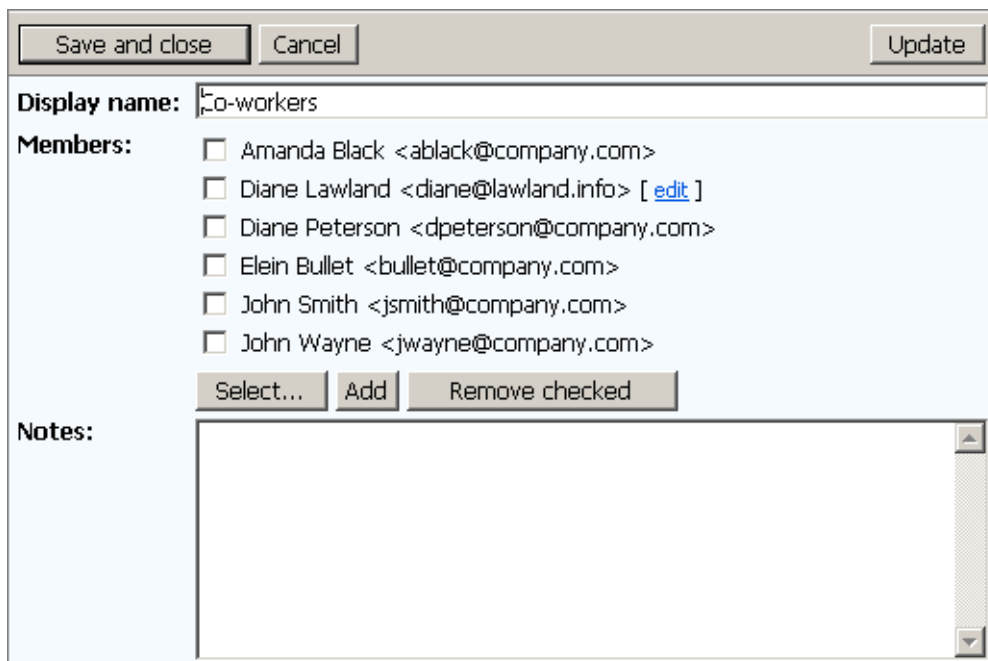 Save and close Cancel Update
Display name: Co-workers
Members:
Amanda Black <ablack@company.com>
Diane Lawland <diane@lawland.info> [ edit ]
Diane Peterson <dpeterson@company.com>
Elein Bullet <bullet@company.com>
John Smith <jsmith@company.com>
John Wayne <jwayne@company.com>
Select... Add Remove checked
Notes: